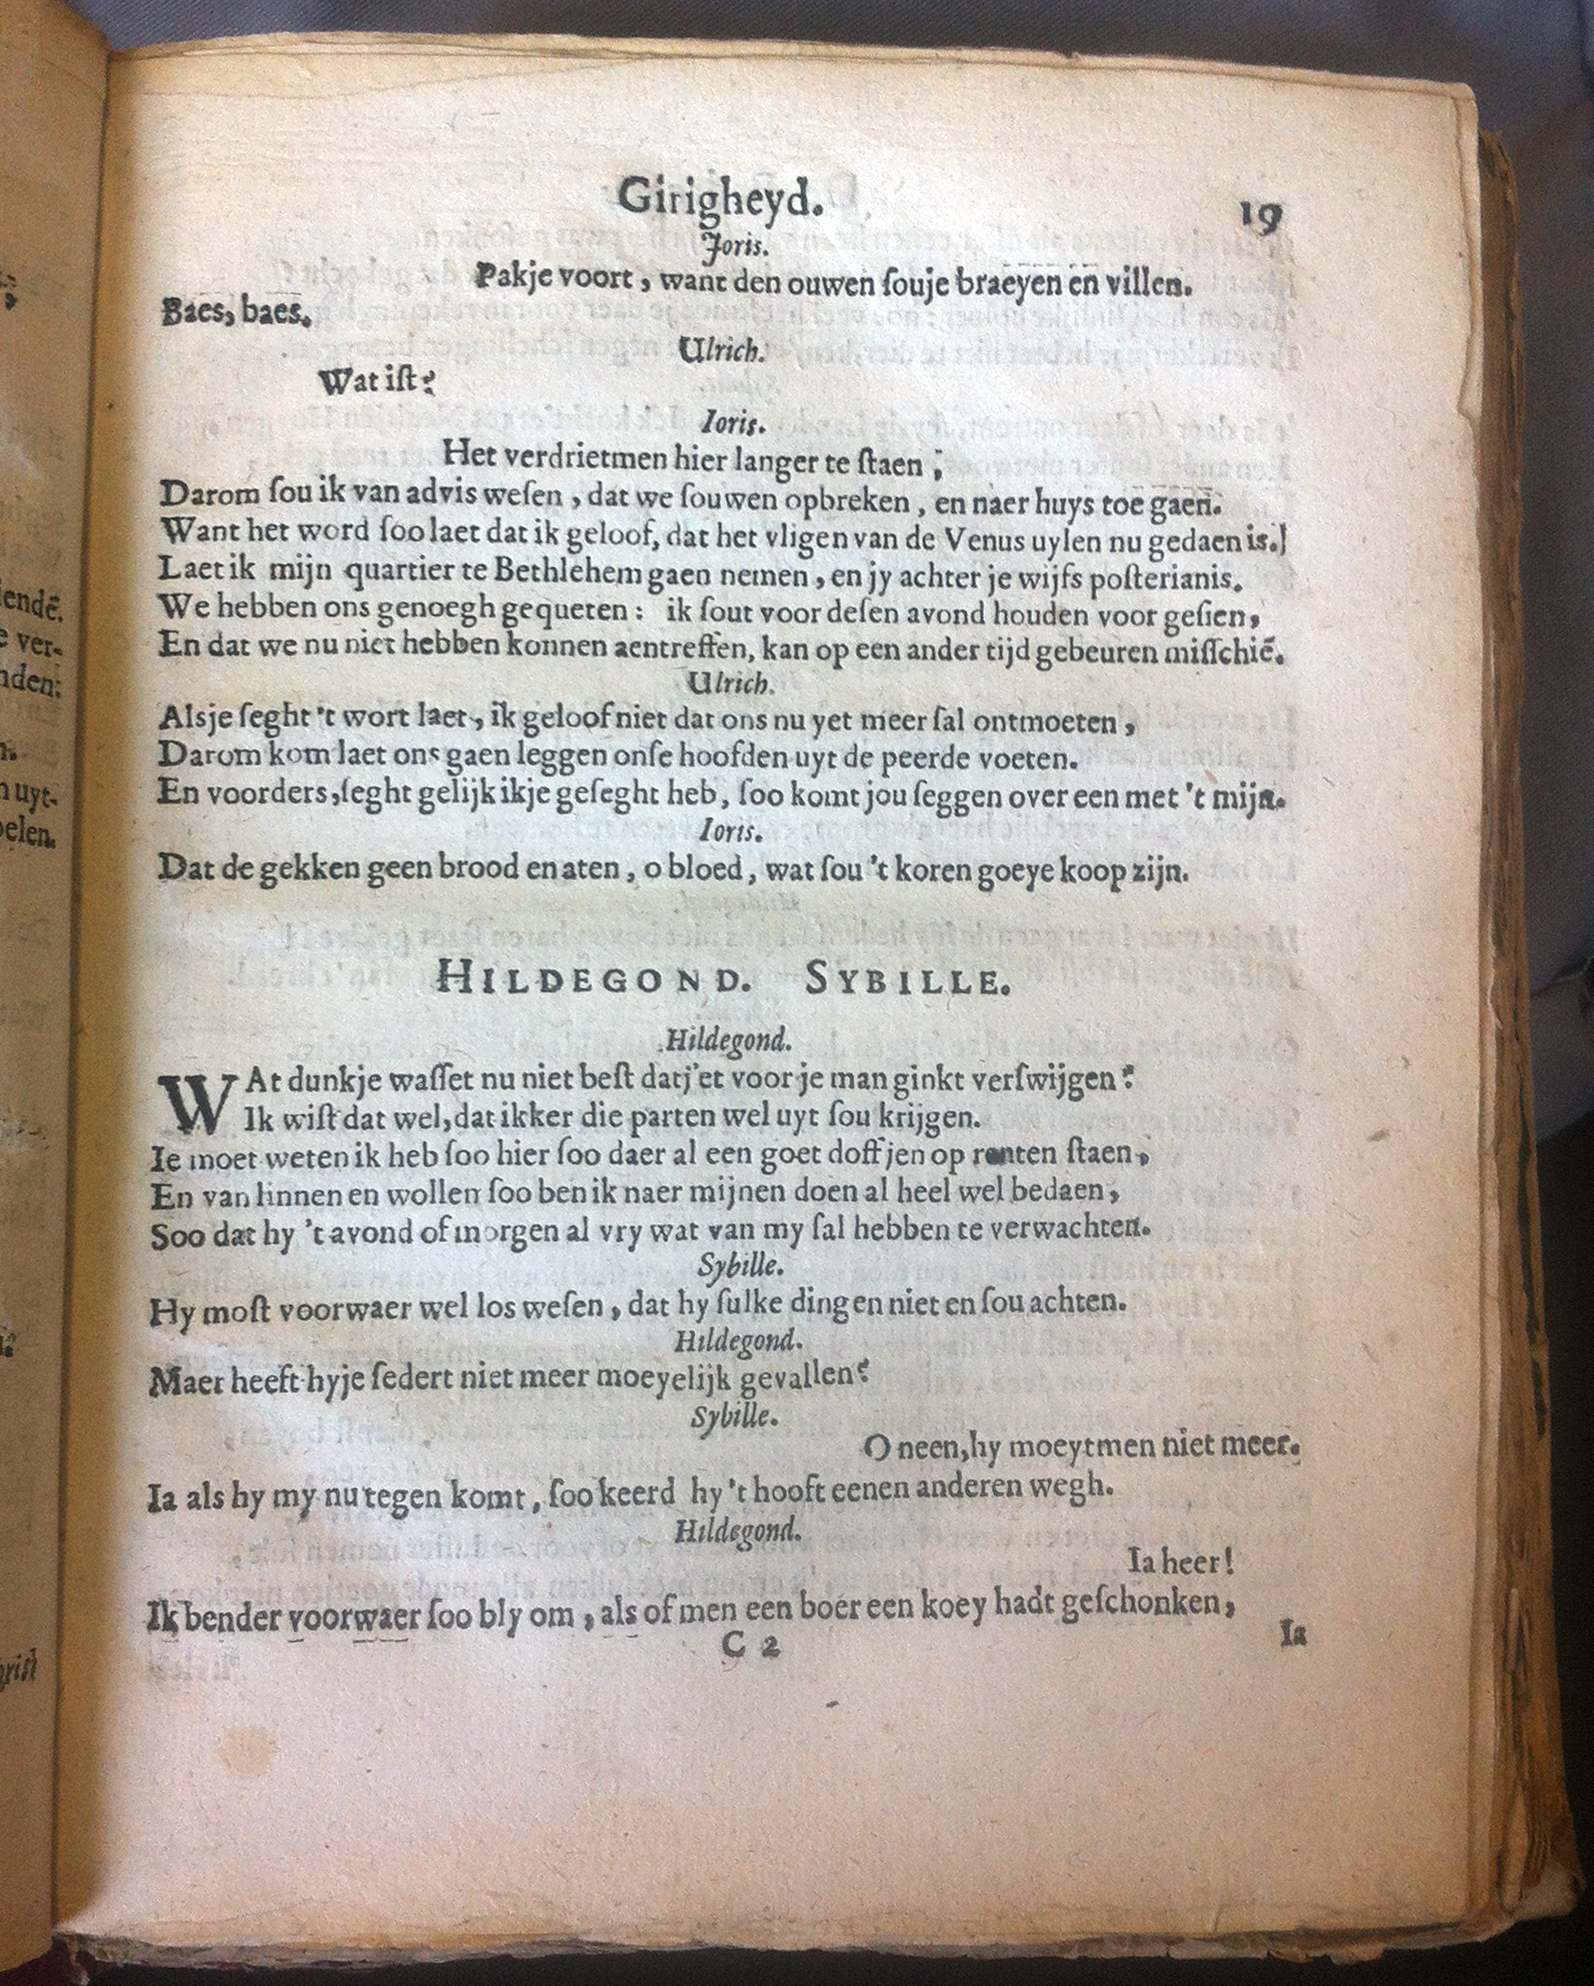 Girigheyd. 19
Joris.
Pakje voort, want den ouwen ſouje braeyen en villen.
Baes, baes.
Ulrich.
Wat iſt?
Ioris.
Het verdrietmen hier langer te ſtaen;
Darom ſou ik van advis weſen, dat we ſouwen opbreken, en naer huys toe gaen.
Want het word ſoo laet dat ik geloof, dat het vligen van de Venus uylen nu gedaen is.
Laet ik mijn quartier te Bethlehem gaen nemen, en jy achter je wijfs poſterianis.
We hebben ons genoegh gequeten: ik ſout voor deſen avond houden voor geſien,
En dat we nu niet hebben konnen aentreffen, kan op een ander tijd gebeuren miſſchiē.
Ulrich.
Alsje ſeght 't wort laet, ik geloof niet dat ons nu yet meer ſal ontmoeten,
Darom kom laet ons gaen leggen onſe hoofden uyt de peerde voeten.
En voorders, ſeght gelijk ikje geſeght heb, ſoo komt jou ſeggen over een met 't mijn.
Ioris.
Dat de gekken geen brood en aten, o bloed, wat ſou 't koren goeye koop zijn.
HILDEGOND. SYBILLE.
Hildegond.
WAt dunkje waſſet nu niet beſt datj'et voor je man ginkt verſwijgen?
Ik wiſt dat wel, dat ikker die parten wel uyt ſou krijgen.
Ie moet weten ik heb ſoo hier ſoo daer al een goet doffjen op renten ſtaen,
En van linnen en wollen ſoo ben ik naer mijnen doen al heel wel bedaen,
Soo dat hy 't avond of morgen al vry wat van my ſal hebben te verwachten.
Sybille.
Hy moſt voorwaer wel los weſen, dat hy ſulke dingen niet en ſou achten.
Hildegond.
Maer heeft hyje ſedert niet meer moeyelijk gevallen?
Sybille.
O neen, hy moeytmen niet meer.
Ia als hy my nu tegen komt, ſoo keerd hy 't hooft eenen anderen wegh.
Hildegond.
Ia heer!
Ik bender voorwaer ſoo bly om, als of men een boer een koey hadt geſchonken,
C 2 Ia